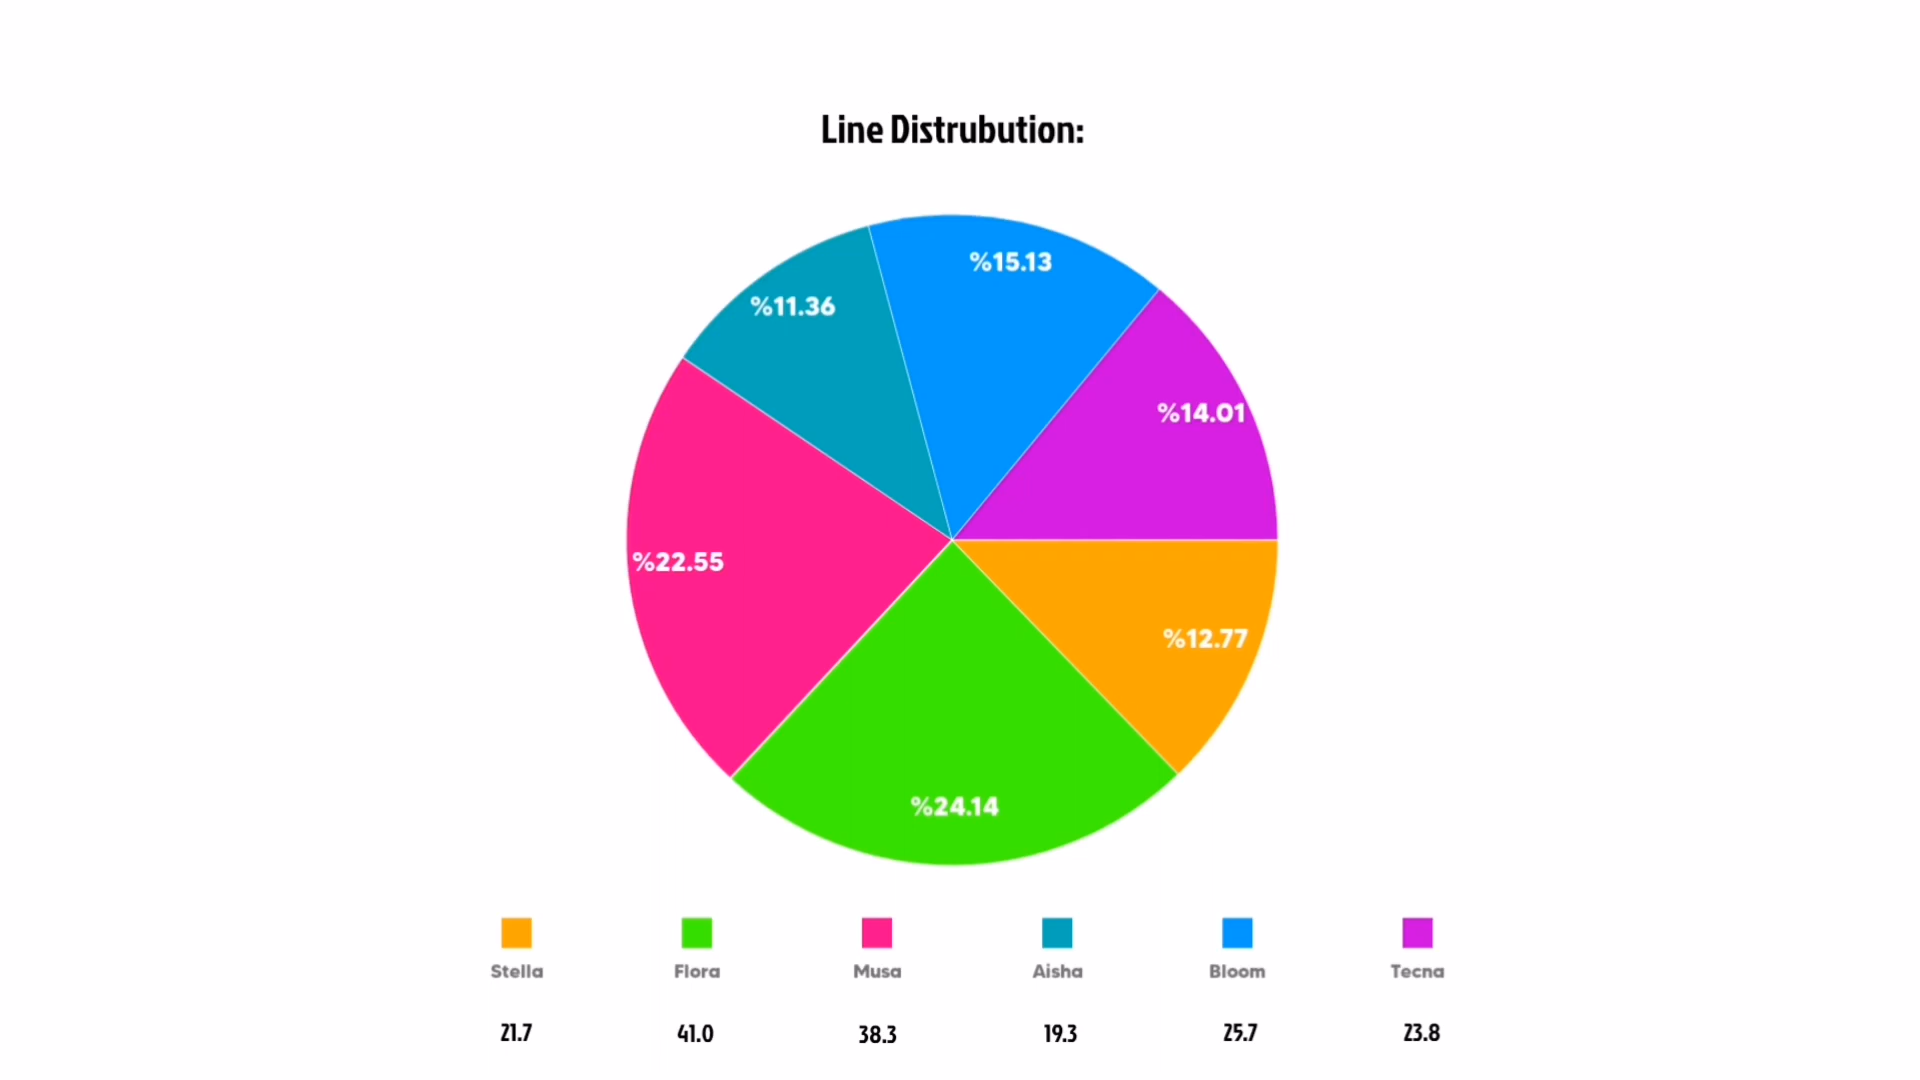 Line Distrubution:
%15.13
%11.36
%14.01
%22.55
%12.77
%24.14
Stella Flora Musa Aisha Bloom Tecna
21.7 41.0 38.3 19.3 25.7 23.8